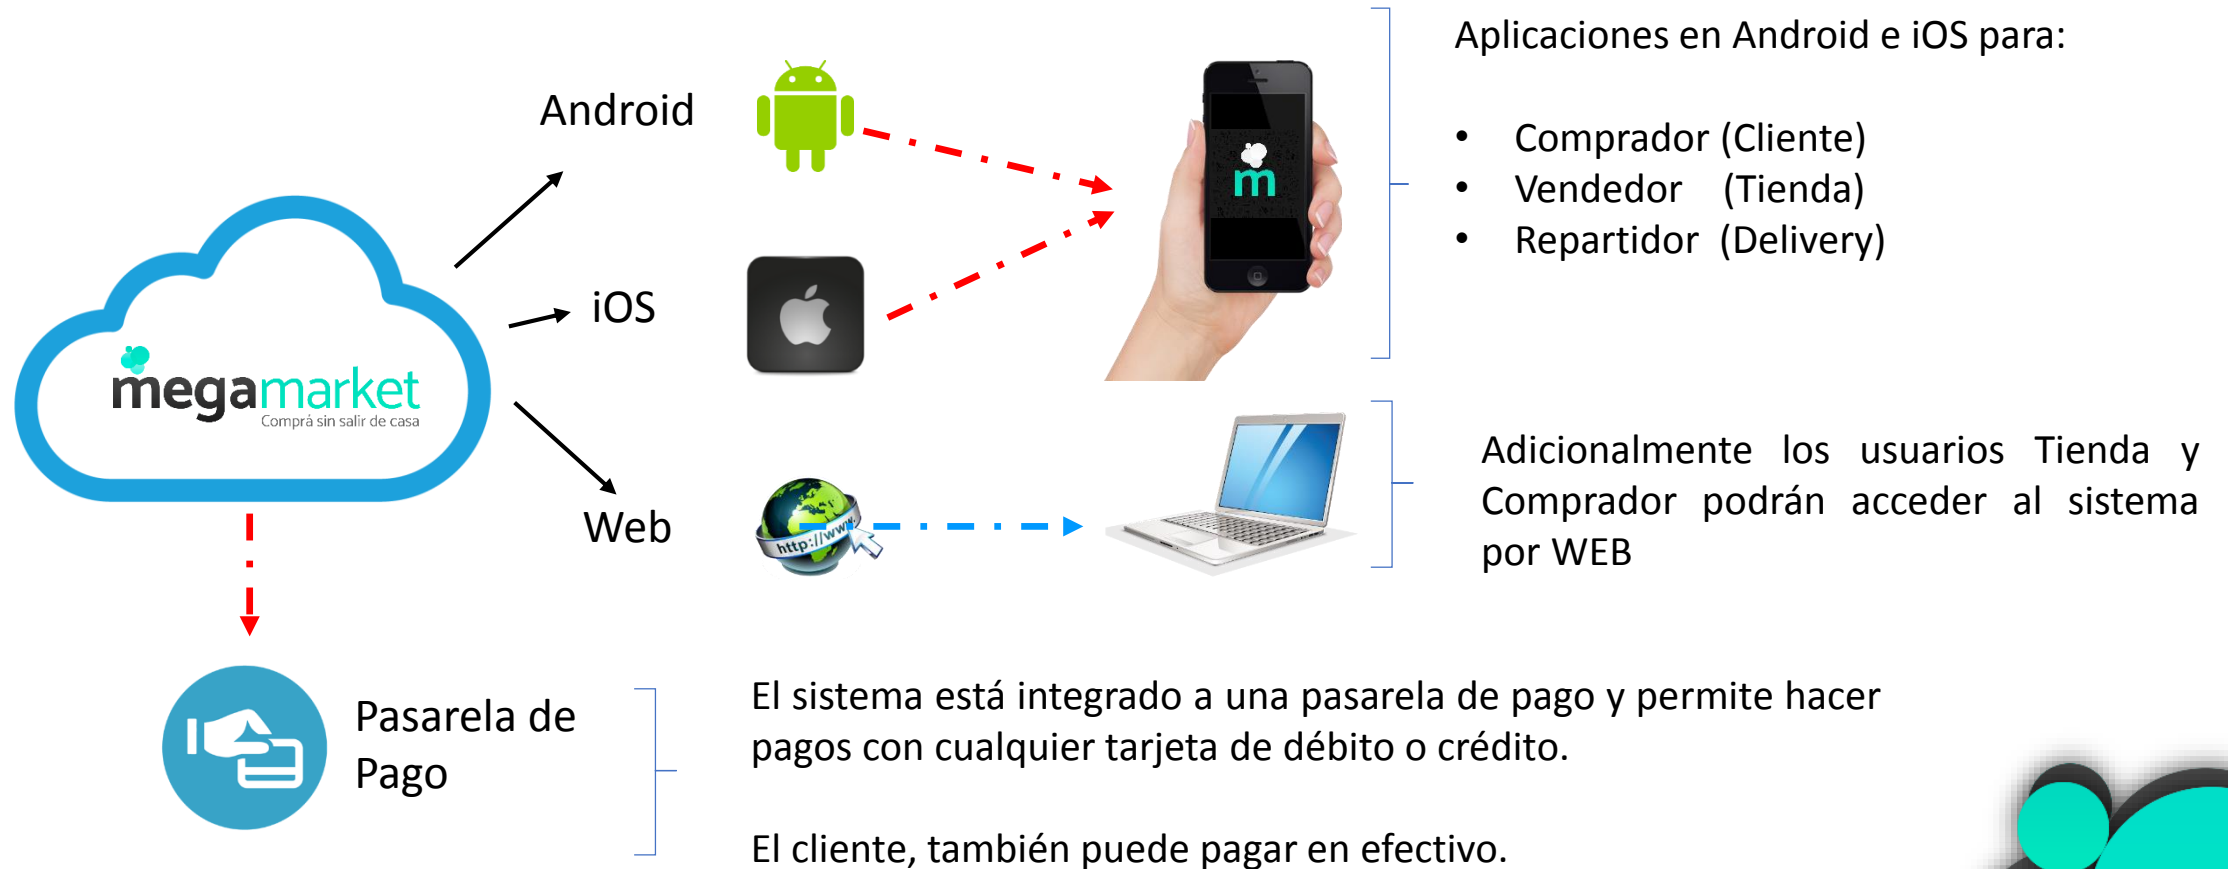 Aplicaciones en Android e iOS para:
Android
• Comprador (Cliente)
• Vendedor (Tienda)
• Repartidor (Delivery)
m
iOS
megamarket
Comprá sin salir de casa
Adicionalmente los usuarios Tienda y
Comprador podrán acceder al sistema
por WEB
Web
http://www.
Pasarela de
Pago
El sistema está integrado a una pasarela de pago y permite hacer
pagos con cualquier tarjeta de débito o crédito.
El cliente, también puede pagar en efectivo.